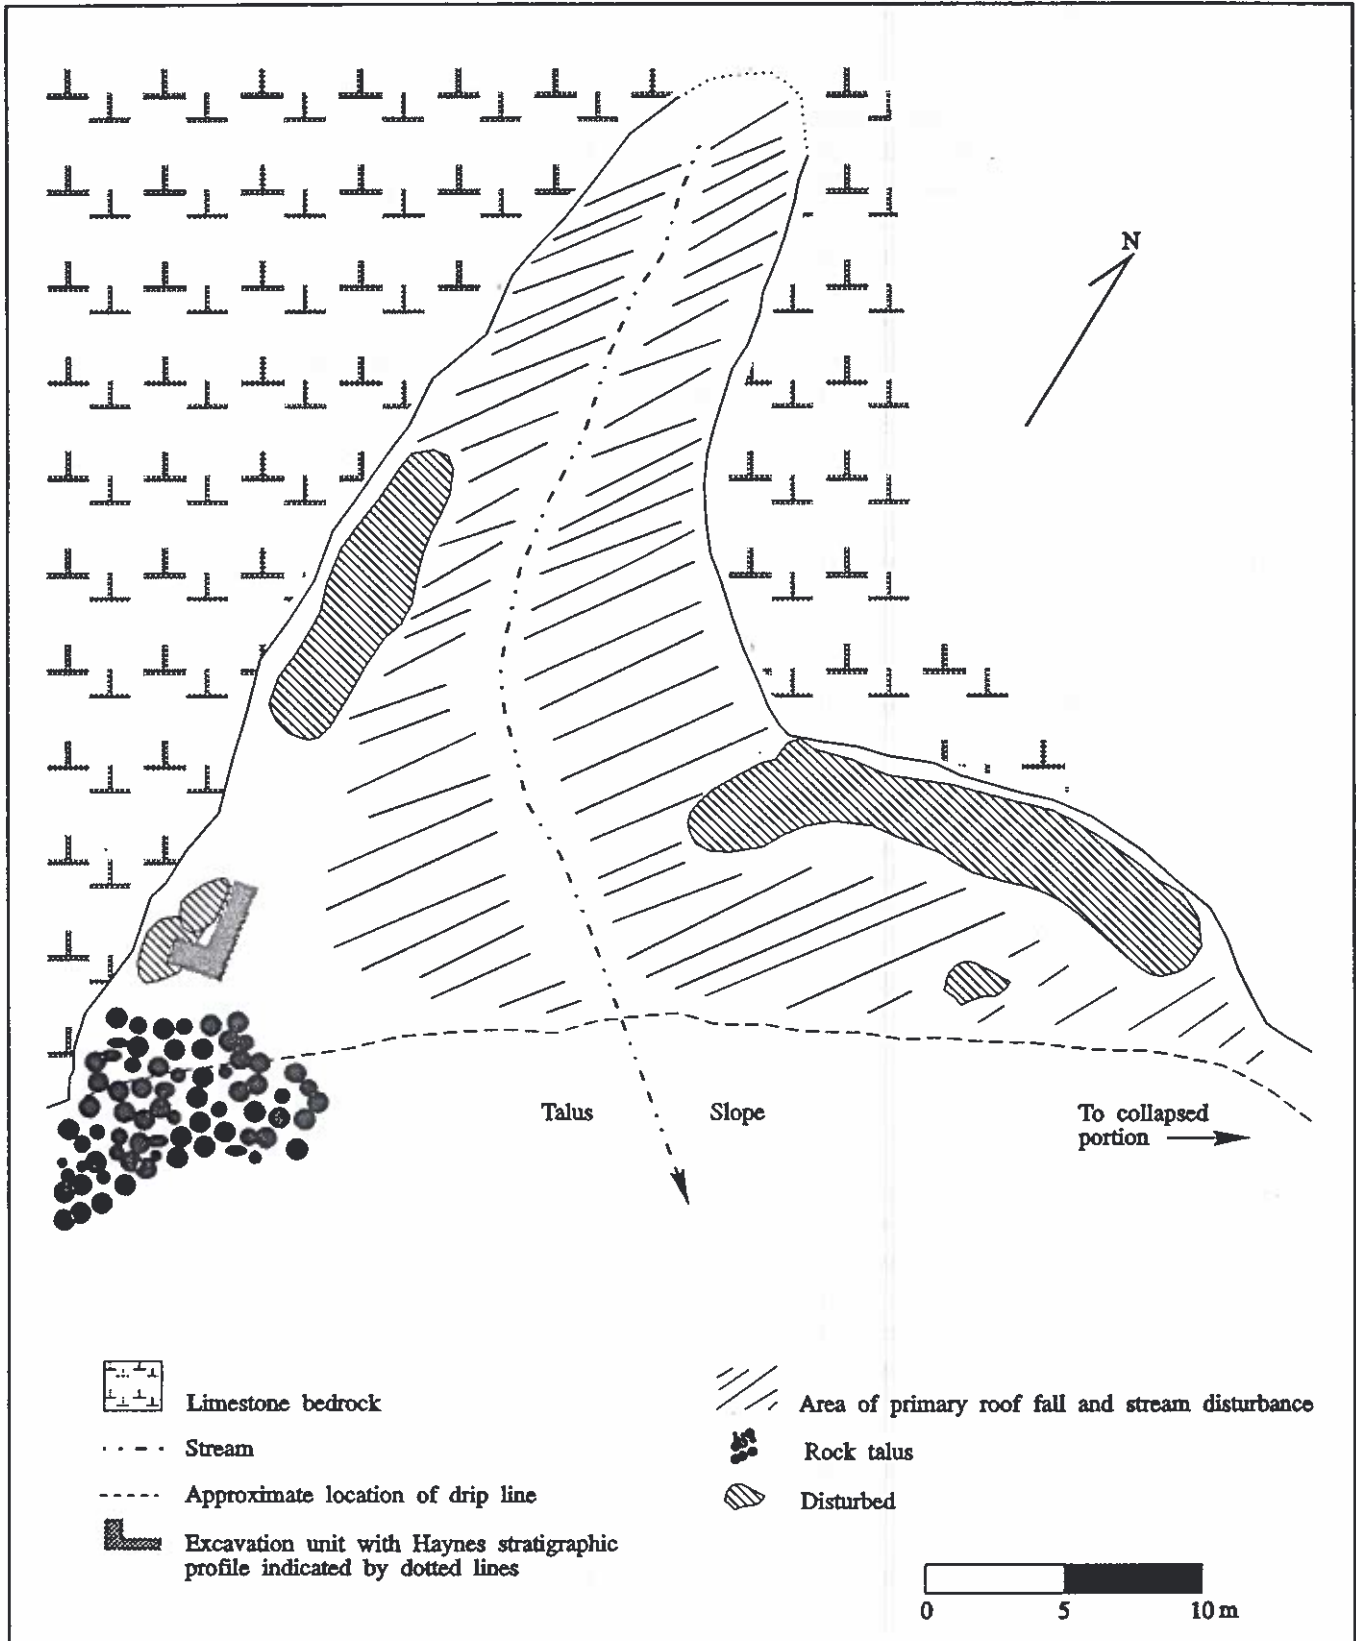 N
Talus Slope
To collapsed
portion
Limestone bedrock
Stream
Approximate location of drip line
Excavation unit with Haynes stratigraphic
profile indicated by dotted lines
Area of primary roof fall and stream disturbance
Rock talus
Disturbed
0 5 10 m